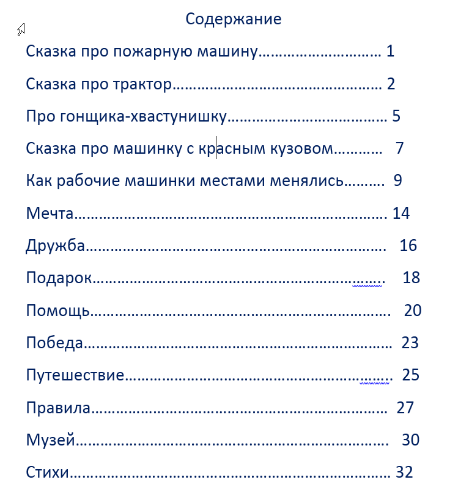 Содержание
Сказка про пожарную машину………………………… 1
Сказка про трактор…………………………………………… 2
Про гонщика-хвастунишку………………………………… 5
Сказка про машинку с красным кузовом………… 7
Как рабочие машинки местами менялись………. 9
Мечта………………………………………………………………… 14
Дружба………………………………………………………………. 16
Подарок…………………………………………………………….. 18
Помощь………………………………………………………………. 20
Победа………………………………………………………………… 23
Путешествие……………………………………………………….. 25
Правила……………………………………………………………… 27
Музей…………………………………………………………………. 30
Стихи…………………………………………………………………… 32